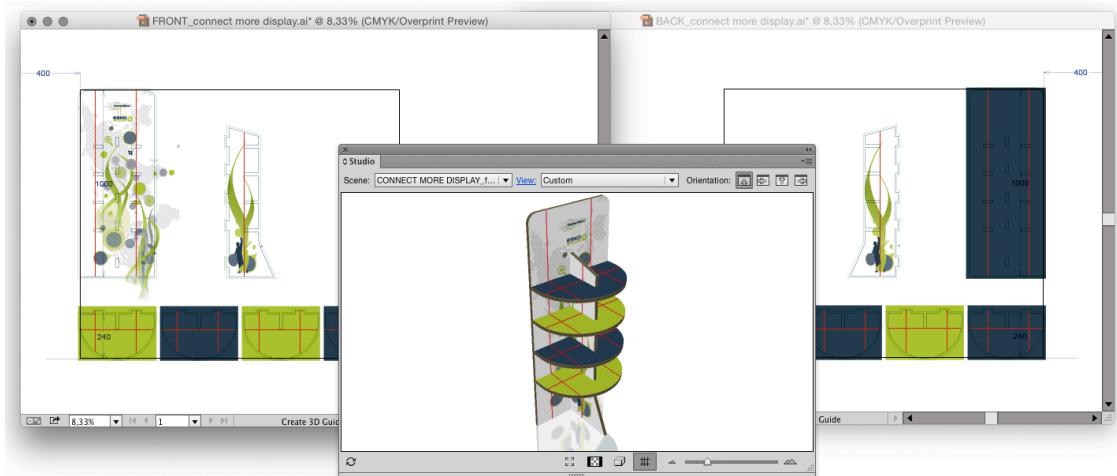 FRONT_connect more display.ai* @ 8,33% (CMYK/Overprint Preview)
BACK_connect more display.ai* @ 8,33% (CMYK/Overprint Preview)
400
400
ESKO
1000
1000
240
240
Studio
Scene: CONNECT MORE DISPLAY_f... View: Custom Orientation:
ESKO
8,33% 1 Create 3D Guid
Guide